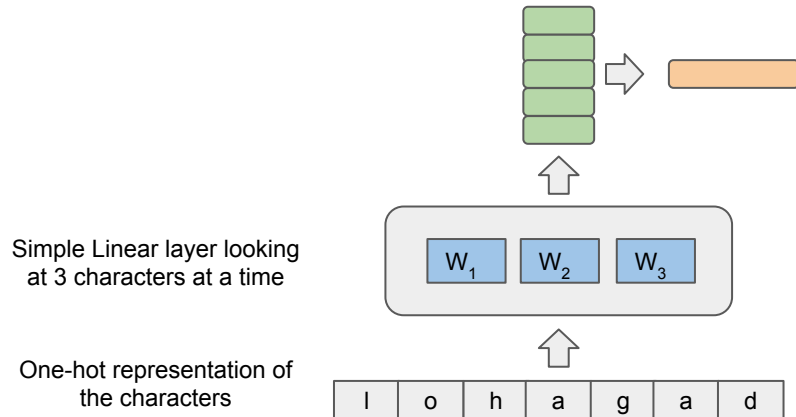 Simple Linear layer looking
at 3 characters at a time
W₁ W₂ W₃
One-hot representation of
the characters
l o h a g a d